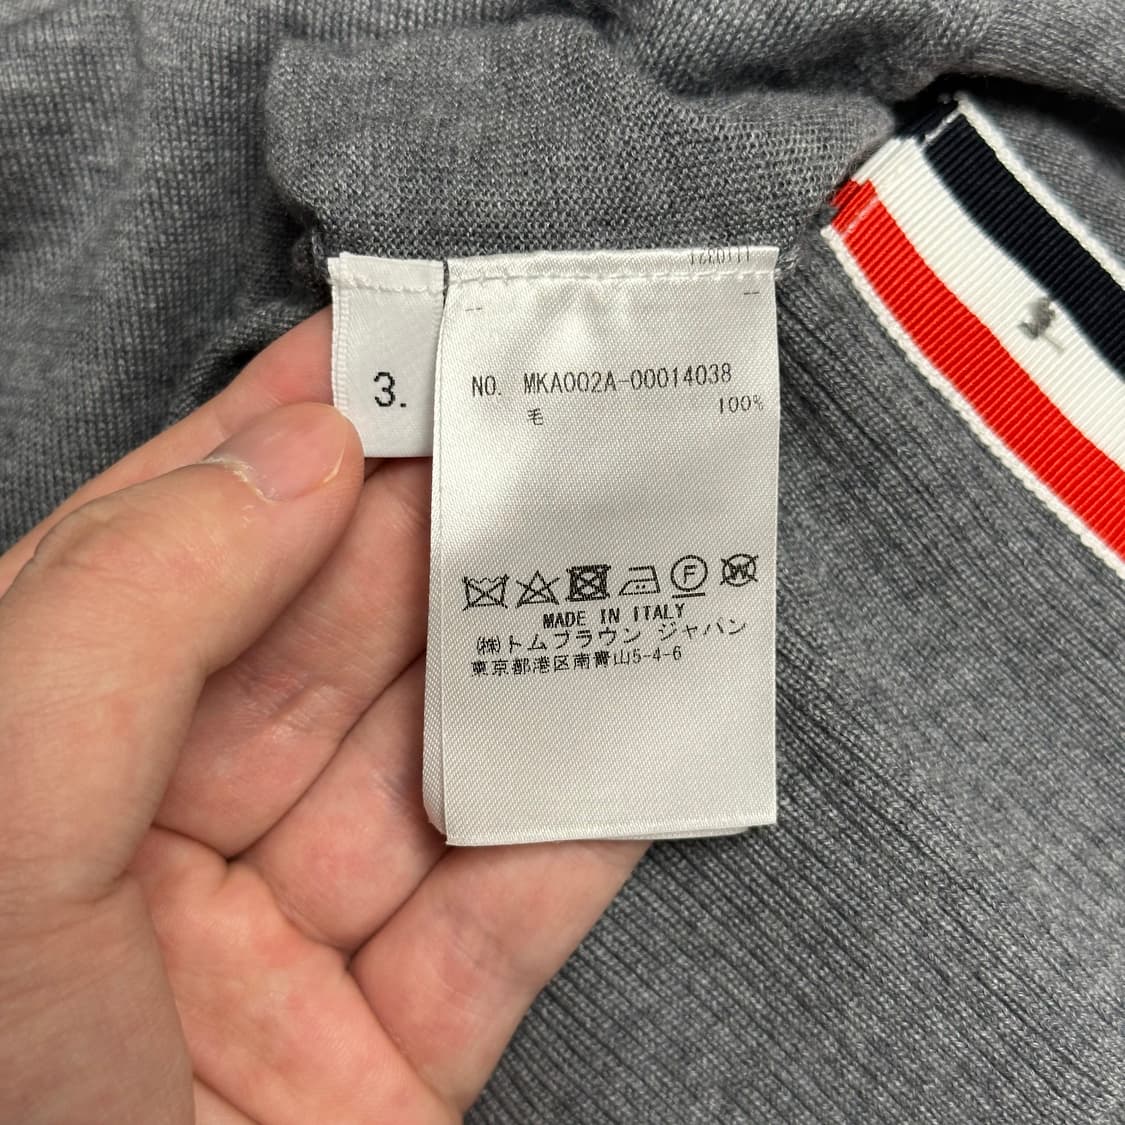 1110321
3.
NO. MKA002A-00014038
毛 100%
F
W
MADE IN ITALY
㈱トムブラウン ジャパン
東京都港区南青山5-4-6